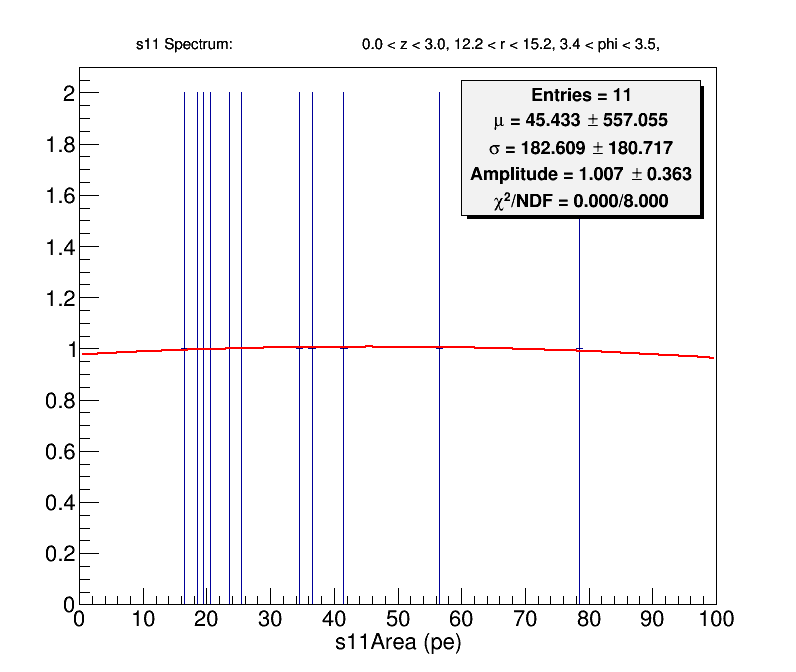 s11 Spectrum: 0.0 < z < 3.0, 12.2 < r < 15.2, 3.4 < phi < 3.5,
Entries = 11
μ = 45.433 ± 557.055
σ = 182.609 ± 180.717
Amplitude = 1.007 ± 0.363
χ²/NDF = 0.000/8.000
2
1.8
1.6
1.4
1.2
1
0.8
0.6
0.4
0.2
0
0 10 20 30 40 50 60 70 80 90 100
s11Area (pe)